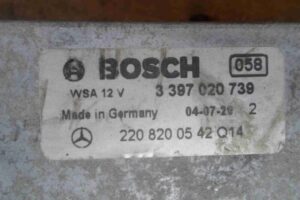 BOSCH 058
WSA 12 V 3 397 020 739
Made in Germany 04-07-29 2
220 820 05 42 Q14